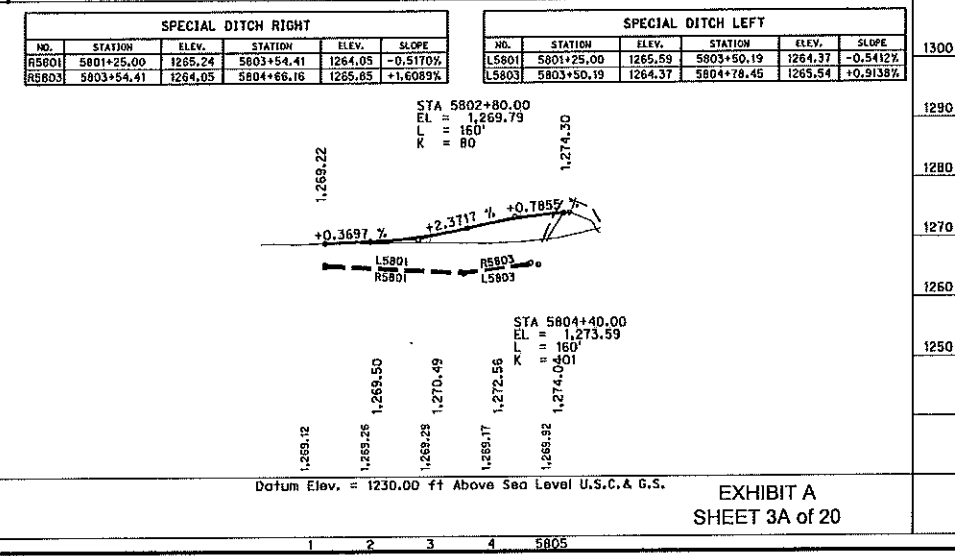 SPECIAL DITCH RIGHT
NO. STATION ELEV. STATION ELEV. SLOPE
R5801 5801+25.00 1265.24 5803+54.41 1264.05 -0.5170%
R5803 5803+54.41 1264.05 5804+66.16 1265.85 +1.6089%
SPECIAL DITCH LEFT
NO. STATION ELEV. STATION ELEV. SLOPE
L5801 5801+25.00 1265.59 5803+50.19 1264.37 -0.5412%
L5803 5803+50.19 1264.37 5804+78.45 1265.54 +0.9138%
1300
1290
1280
1270
1260
1250
STA 5802+80.00
EL = 1,269.79
L = 160'
K = 80
1,269.22
1,274.30
+0.3697 %
+2.3717 %
+0.7855 %
L5801
R5801
R5803
L5803
STA 5804+40.00
EL = 1,273.59
L = 160'
K = 101
1,269.50
1,270.49
1,272.56
1,274.04
1,269.12
1,269.26
1,269.29
1,269.17
1,269.92
Datum Elev. = 1230.00 ft Above Sea Level U.S.C.& G.S.
EXHIBIT A
SHEET 3A of 20
1 2 3 4 5805